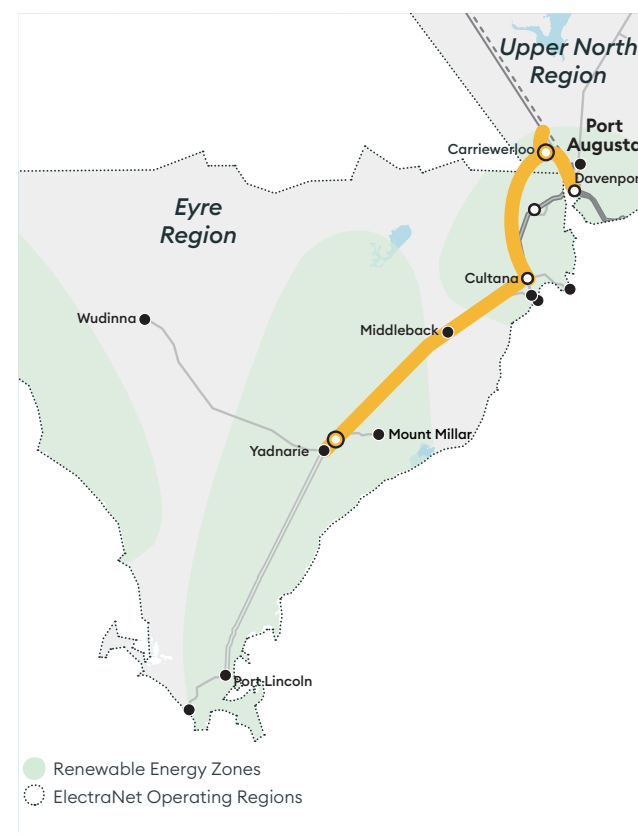 Upper North
Region
Port
Augusta
Carriewerloo
Davenpor
Eyre
Region
Cultana
Wudinna
Middleback
Mount Millar
Yadnarie
Port Lincoln
Renewable Energy Zones
ElectraNet Operating Regions